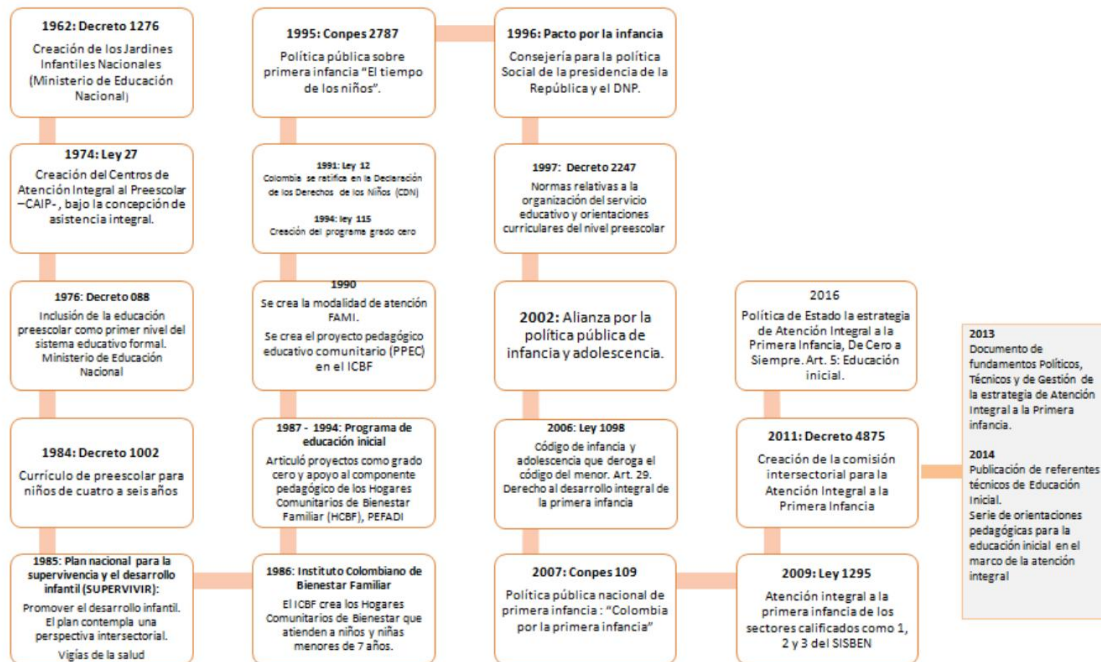 1962: Decreto 1276
Creación de los Jardines
Infantiles Nacionales
(Ministerio de Educación
Nacional)
1974: Ley 27
Creación del Centros de
Atención Integral al Preescolar
–CAIP- , bajo la concepción de
asistencia integral.
1976: Decreto 088
Inclusión de la educación
preescolar como primer nivel del
sistema educativo formal.
Ministerio de Educación
Nacional
1984: Decreto 1002
Currículo de preescolar para
niños de cuatro a seis años
1985: Plan nacional para la
supervivencia y el desarrollo
infantil (SUPERVIVIR):
Promover el desarrollo infantil.
El plan contempla una
perspectiva intersectorial.
Vigías de la salud
1986: Instituto Colombiano de
Bienestar Familiar
El ICBF crea los Hogares
Comunitarios de Bienestar que
atienden a niños y niñas
menores de 7 años.
1987 - 1994: Programa de
educación inicial
Articuló proyectos como grado
cero y apoyo al componente
pedagógico de los Hogares
Comunitarios de Bienestar
Familiar (HCBF), PEFADI
1990
Se crea la modalidad de atención
FAMI.
Se crea el proyecto pedagógico
educativo comunitario (PPEC)
en el ICBF
1991: Ley 12
Colombia se ratifica en la Declaración
de los Derechos de los Niños (CDN)
1994: ley 115
Creación del programa grado cero
1995: Conpes 2787
Política pública sobre
primera infancia "El tiempo
de los niños".
1996: Pacto por la infancia
Consejería para la política
Social de la presidencia de la
República y el DNP.
1997: Decreto 2247
Normas relativas a la
organización del servicio
educativo y orientaciones
curriculares del nivel preescolar
2002: Alianza por la
política pública de
infancia y adolescencia.
2006: Ley 1098
Código de infancia y
adolescencia que deroga el
código del menor. Art. 29.
Derecho al desarrollo integral de
la primera infancia
2007: Conpes 109
Política pública nacional de
primera infancia : "Colombia
por la primera infancia"
2009: Ley 1295
Atención integral a la
primera infancia de los
sectores calificados como 1,
2 y 3 del SISBEN
2011: Decreto 4875
Creación de la comisión
intersectorial para la
Atención Integral a la
Primera Infancia
2016
Política de Estado la estrategia
de Atención Integral a la
Primera Infancia, De Cero a
Siempre. Art. 5: Educación
inicial.
2013
Documento de
fundamentos Políticos,
Técnicos y de Gestión de
la estrategia de Atención
Integral a la Primera
infancia.
2014
Publicación de referentes
técnicos de Educación
Inicial.
Serie de orientaciones
pedagógicas para la
educación inicial en el
marco de la atención
integral